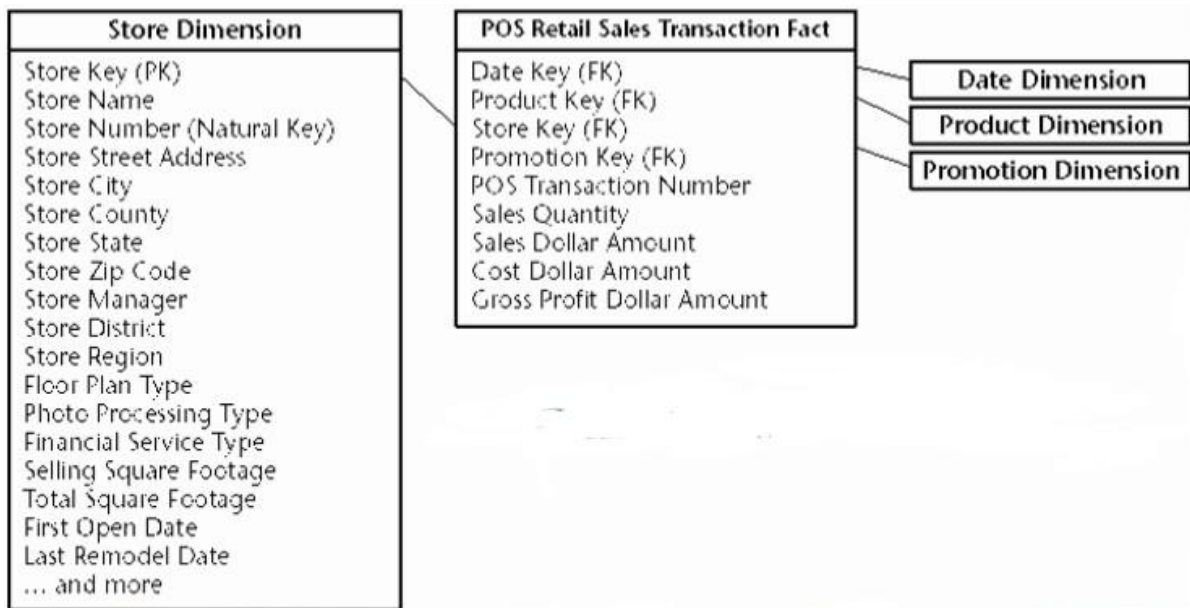 Store Dimension
Store Key (PK)
Store Name
Store Number (Natural Key)
Store Street Address
Store City
Store County
Store State
Store Zip Code
Store Manager
Store District
Store Region
Floor Plan Type
Photo Processing Type
Financial Service Type
Selling Square Footage
Total Square Footage
First Open Date
Last Remodel Date
... and more
POS Retail Sales Transaction Fact
Date Key (FK)
Product Key (FK)
Store Key (FK)
Promotion Key (FK)
POS Transaction Number
Sales Quantity
Sales Dollar Amount
Cost Dollar Amount
Gross Profit Dollar Amount
Date Dimension
Product Dimension
Promotion Dimension